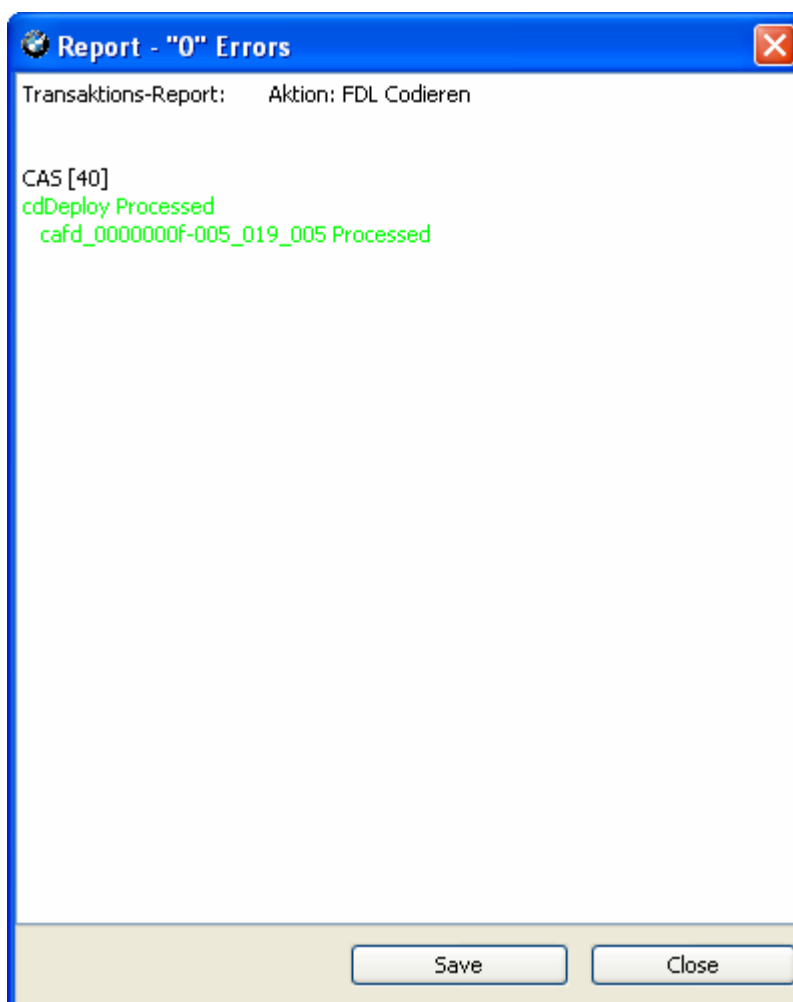 Report - "0" Errors
Transaktions-Report: Aktion: FDL Codieren
CAS [40]
cdDeploy Processed
cafd_0000000f-005_019_005 Processed
Save Close